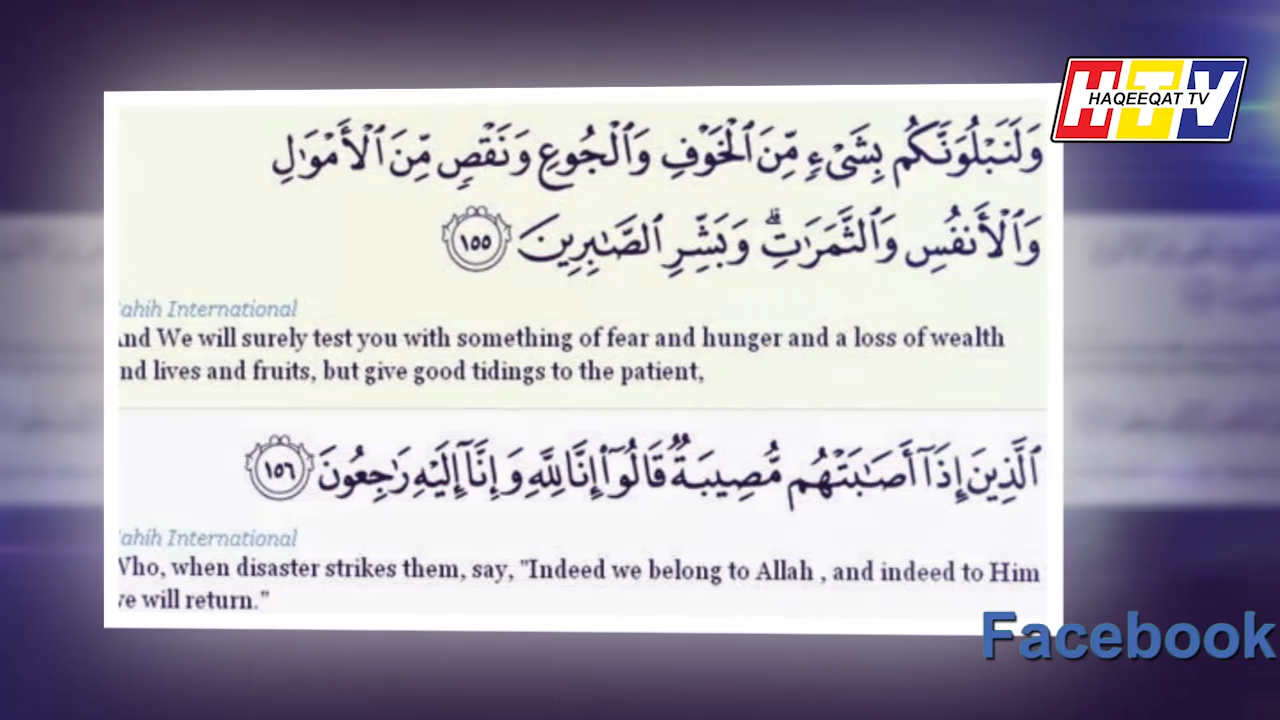 HTV
HAQEEQAT TV
وَلَنَبْلُوَنَّكُم بِشَىْءٍ مِّنَ ٱلْخَوْفِ وَٱلْجُوعِ وَنَقْصٍ مِّنَ ٱلْأَمْوَٰلِ
وَٱلْأَنفُسِ وَٱلثَّمَرَٰتِ ۗ وَبَشِّرِ ٱلصَّٰبِرِينَ ١٥٥
ahih International
nd We will surely test you with something of fear and hunger and a loss of wealth
nd lives and fruits, but give good tidings to the patient,
ٱلَّذِينَ إِذَآ أَصَٰبَتْهُم مُّصِيبَةٌ قَالُوٓا۟ إِنَّا لِلَّهِ وَإِنَّآ إِلَيْهِ رَٰجِعُونَ ١٥٦
ahih International
Who, when disaster strikes them, say, "Indeed we belong to Allah , and indeed to Him
we will return."
Facebook